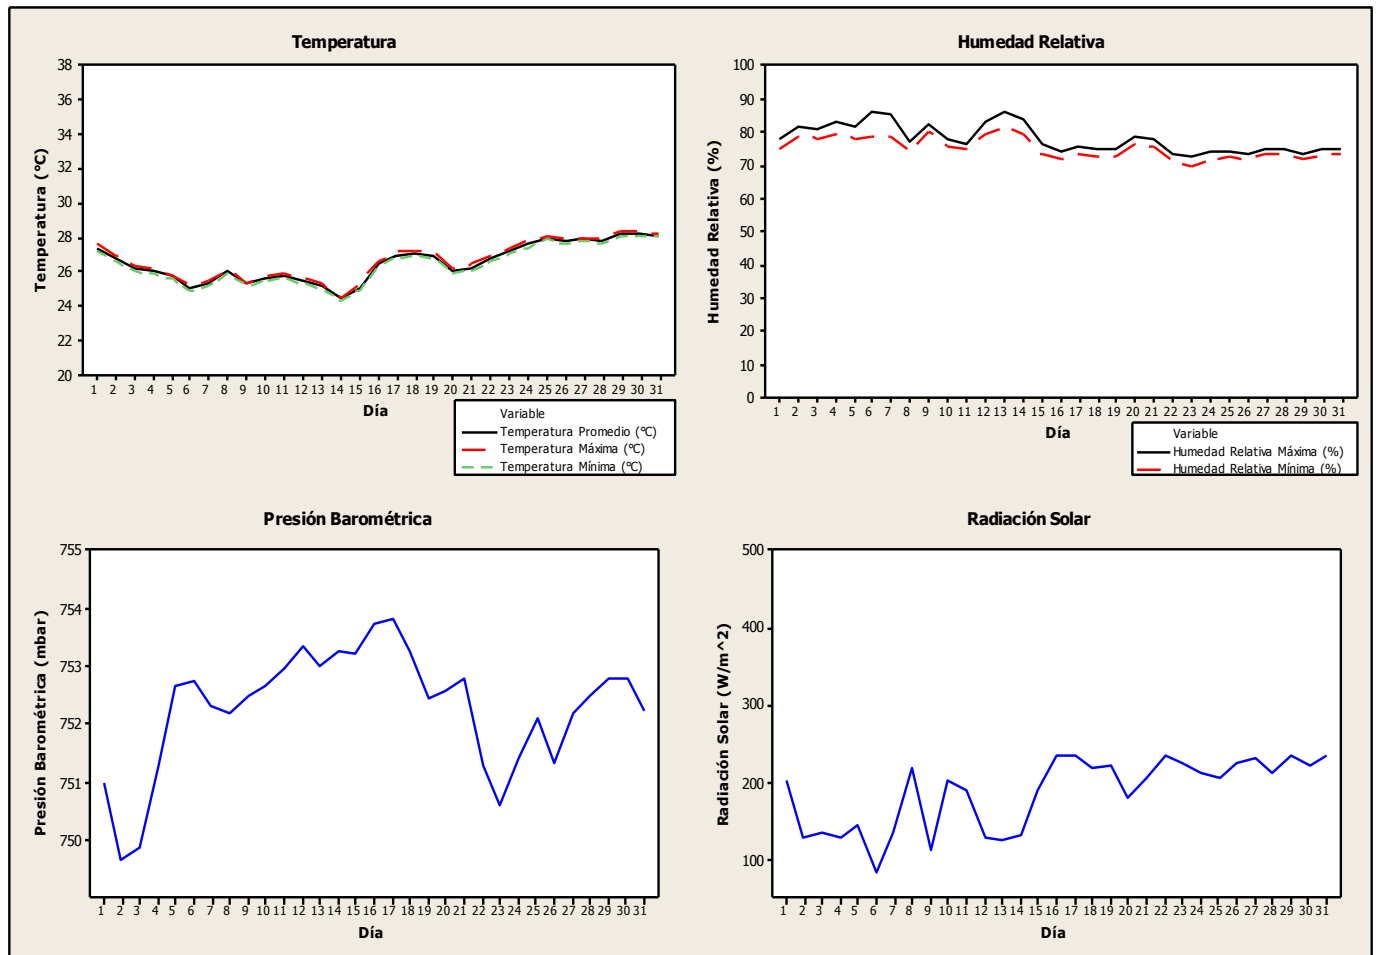 Temperatura
38
36
34
32
30
28
26
24
22
20
Temperatura (°C)
1 2 3 4 5 6 7 8 9 10 11 12 13 14 15 16 17 18 19 20 21 22 23 24 25 26 27 28 29 30 31
Día
Variable
Temperatura Promedio (°C)
Temperatura Máxima (°C)
Temperatura Mínima (°C)
Humedad Relativa
100
90
80
70
60
50
40
30
20
10
0
Humedad Relativa (%)
1 2 3 4 5 6 7 8 9 10 11 12 13 14 15 16 17 18 19 20 21 22 23 24 25 26 27 28 29 30 31
Día
Variable
Humedad Relativa Máxima (%)
Humedad Relativa Mínima (%)
Presión Barométrica
755
754
753
752
751
750
Presión Barométrica (mbar)
1 2 3 4 5 6 7 8 9 10 11 12 13 14 15 16 17 18 19 20 21 22 23 24 25 26 27 28 29 30 31
Día
Radiación Solar
500
400
300
200
100
Radiación Solar (W/m^2)
1 2 3 4 5 6 7 8 9 10 11 12 13 14 15 16 17 18 19 20 21 22 23 24 25 26 27 28 29 30 31
Día